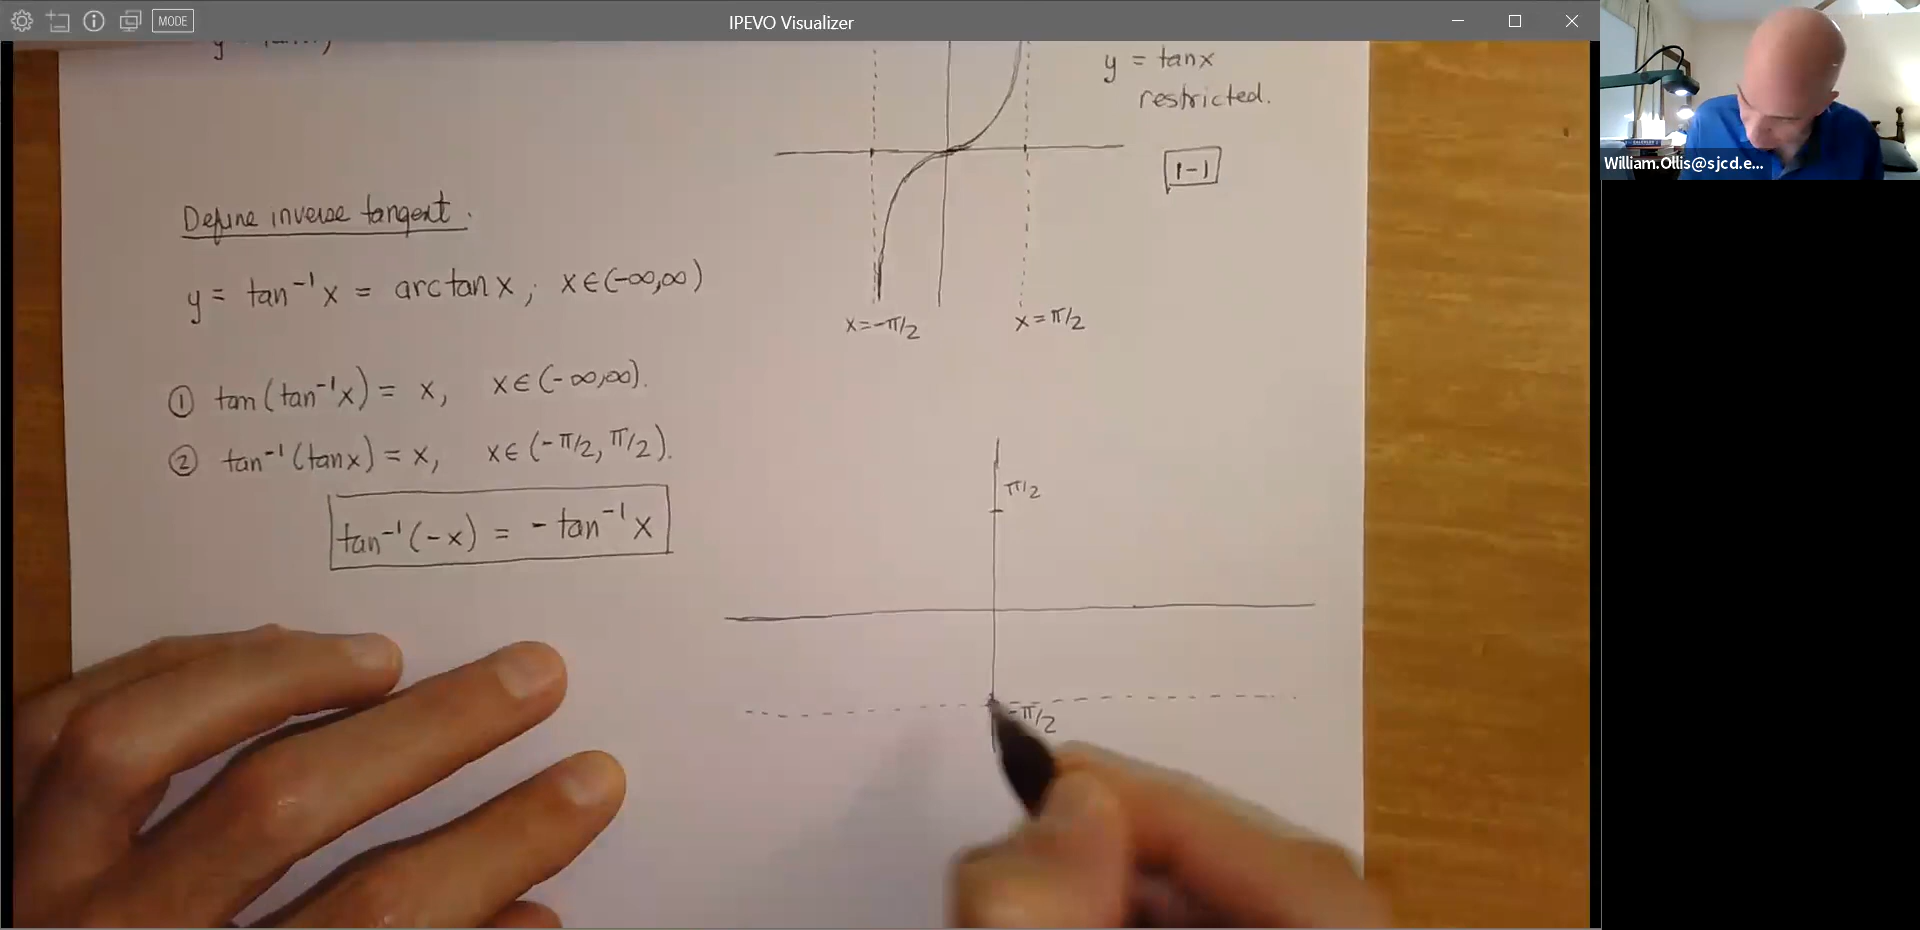 MODE
IPEVO Visualizer
William.Ollis@sjcd.e...
y = tanx
restricted.
1-1
x=-π/2
x=π/2
Define inverse tangent.
y = tan⁻¹x = arctanx, x∈(-∞,∞)
① tan(tan⁻¹x) = x, x∈(-∞,∞).
② tan⁻¹(tanx) = x, x∈(-π/2, π/2).
tan⁻¹(-x) = -tan⁻¹x
π/2
-π/2